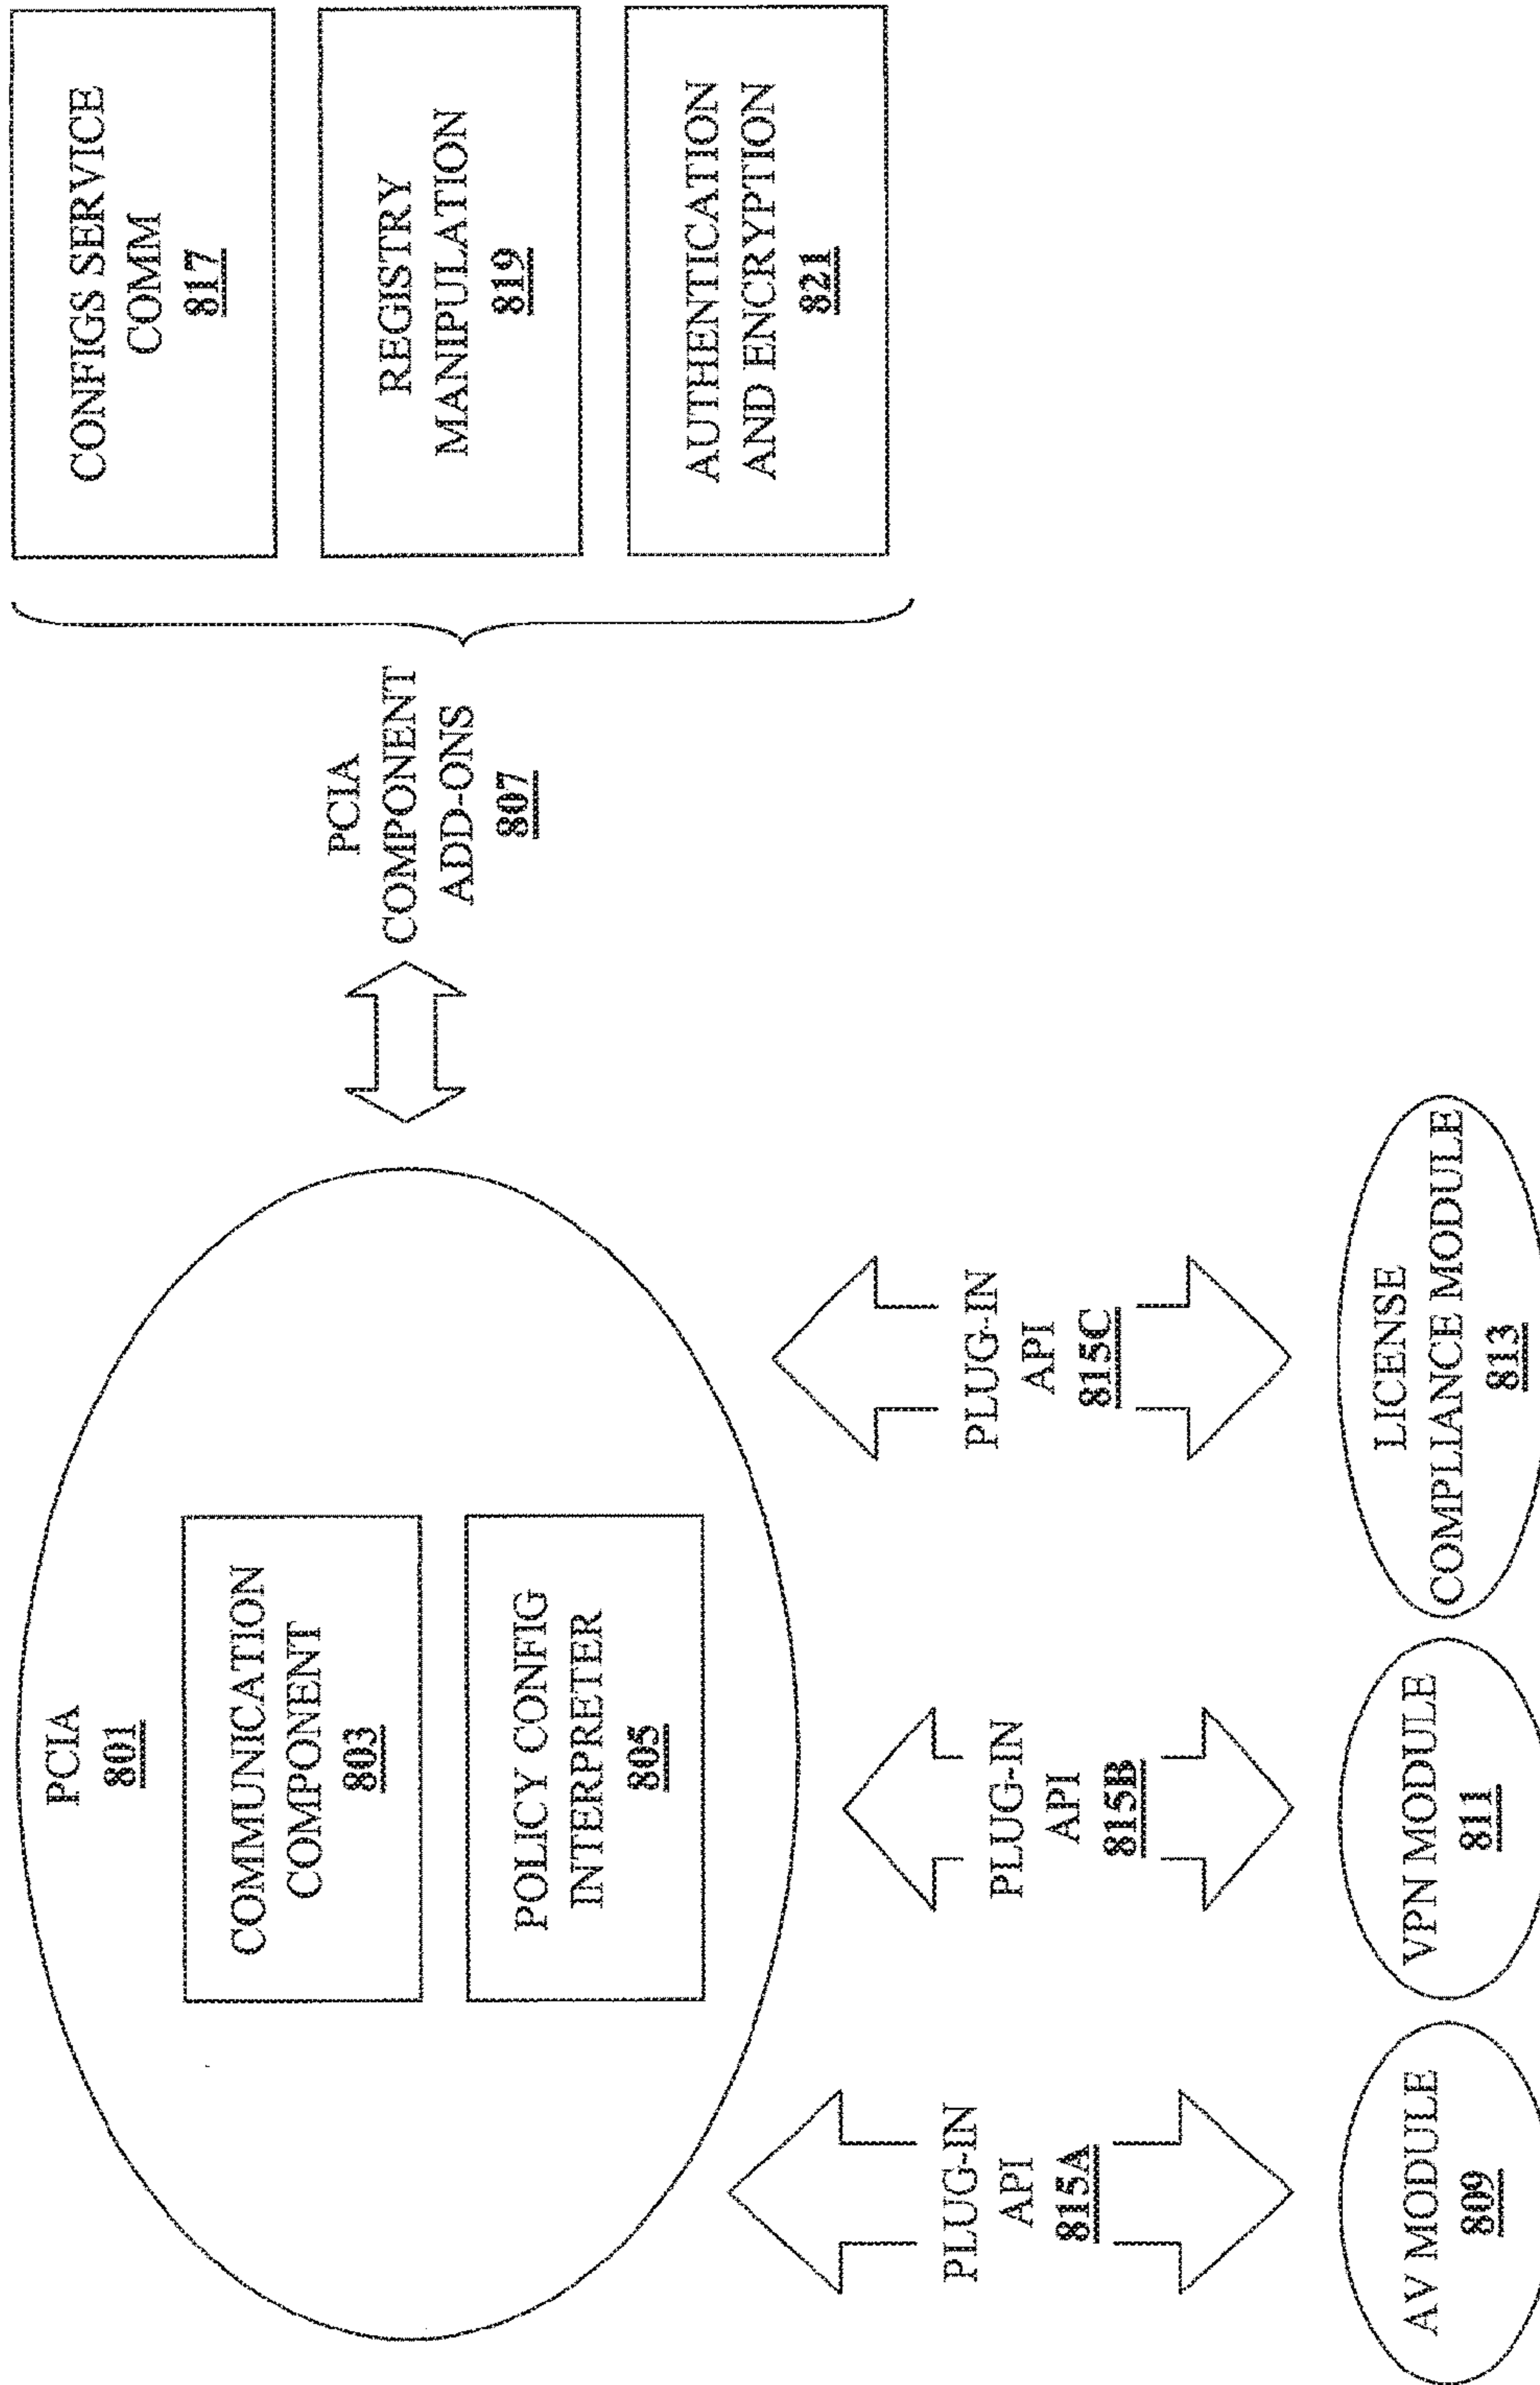 PCIA
801
COMMUNICATION
COMPONENT
803
POLICY CONFIG
INTERPRETER
805
PCIA
COMPONENT
ADD-ONS
807
CONFIGS SERVICE
COMM
817
REGISTRY
MANIPULATION
819
AUTHENTICATION
AND ENCRYPTION
821
PLUG-IN
API
815A
PLUG-IN
API
815B
PLUG-IN
API
815C
AV MODULE
809
VPN MODULE
811
LICENSE
COMPLIANCE MODULE
813